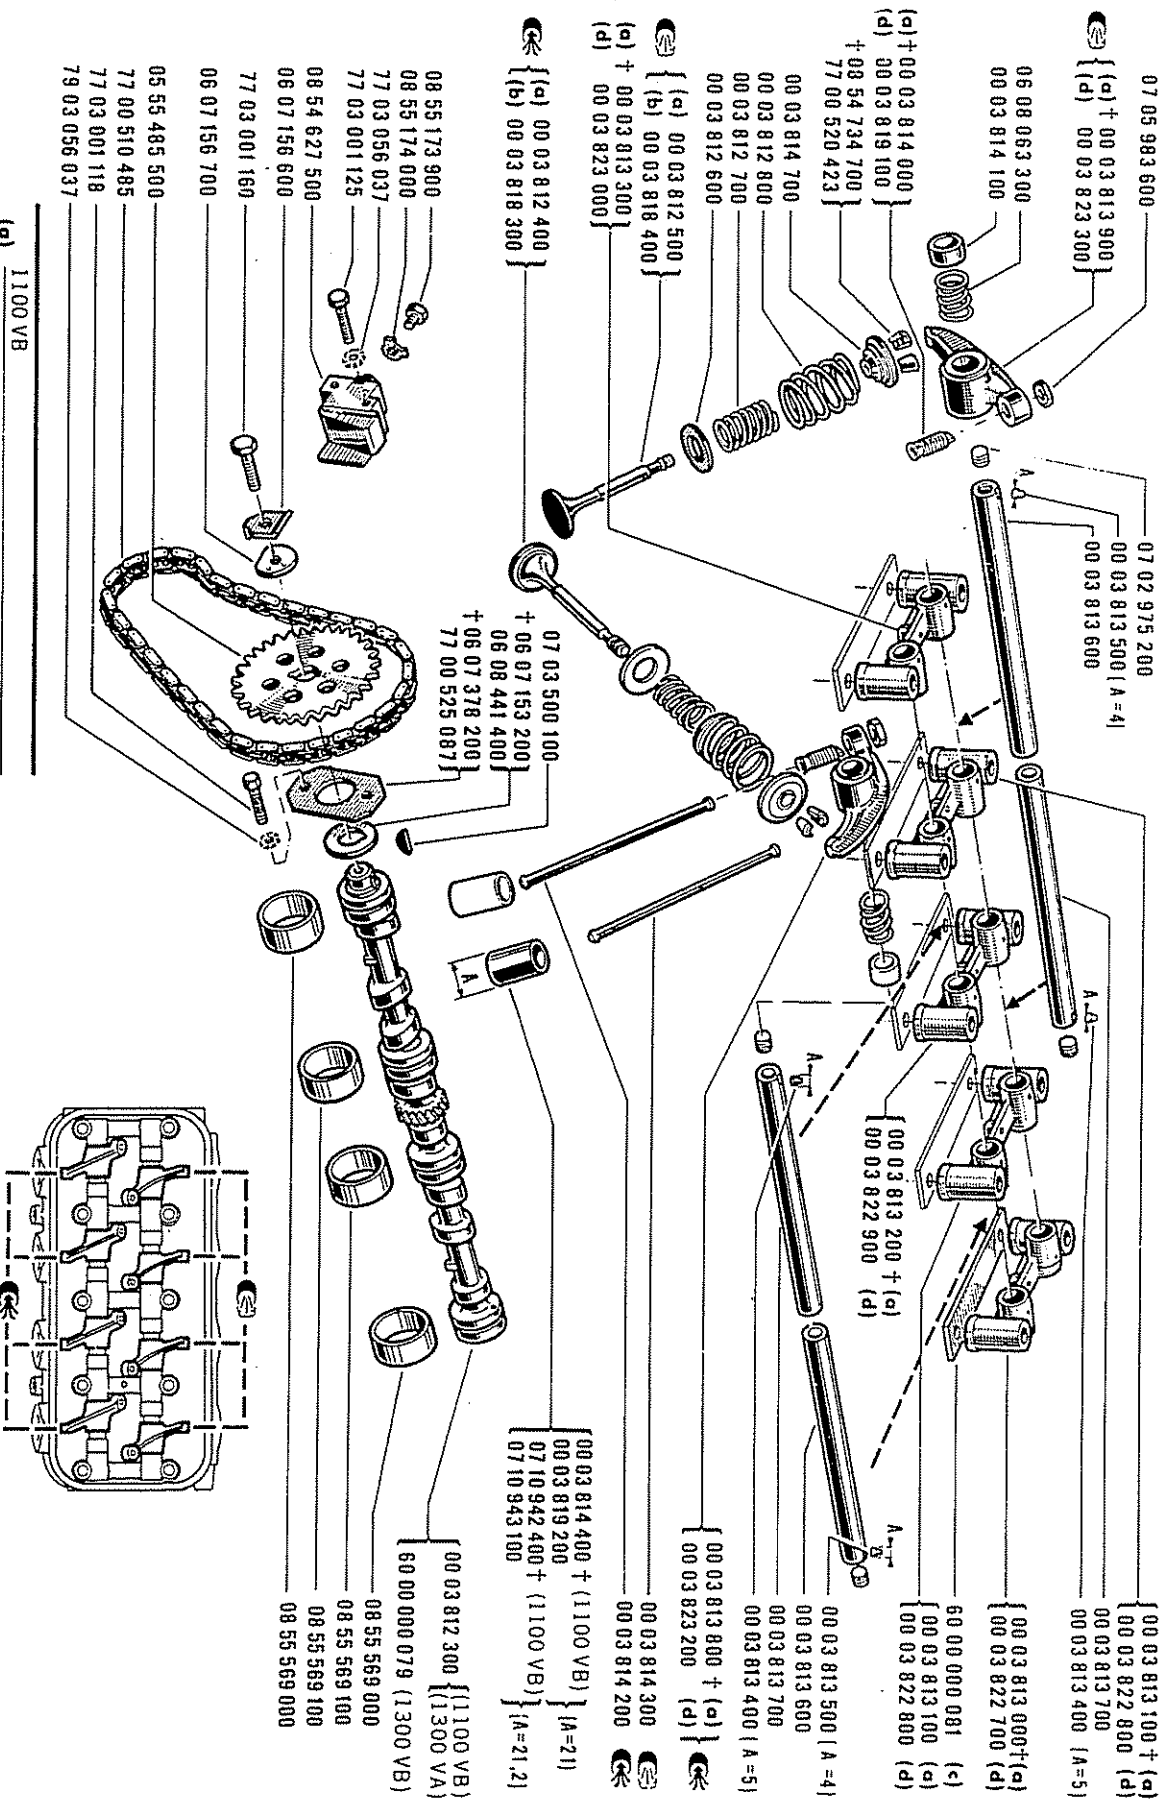 07 05 983 600
(a) † 00 03 813 900
(d) 00 03 823 300
06 08 063 300
00 03 814 100
(a) † 00 03 814 000
(d) 00 03 819 100
† 08 54 734 700
77 00 520 423
00 03 814 700
00 03 812 800
00 03 812 700
00 03 812 600
(a) 00 03 812 500
(b) 00 03 818 400
(a) † 00 03 813 300
(d) 00 03 823 000
(a) 00 03 812 400
(b) 00 03 818 300
08 55 173 900
08 55 174 000
77 03 056 037
77 03 001 125
08 54 627 500
06 07 156 600
77 03 001 160
06 07 156 700
05 55 485 500
77 00 510 485
77 03 001 118
79 03 056 037
(a) 1100 VB
07 02 975 200
00 03 813 500 (A=4)
00 03 813 600
A
07 03 500 100
† 06 07 153 200
06 08 441 400
† 06 07 378 200
77 00 525 087
A
A
A
A
00 03 813 200 † (a)
00 03 822 900 (d)
00 03 813 100 † (a)
00 03 822 800 (d)
00 03 813 700
00 03 813 400 (A=5)
00 03 813 000 † (a)
00 03 822 700 (d)
60 00 000 081 (c)
00 03 813 100 (a)
00 03 822 800 (d)
00 03 813 500 (A=4)
00 03 813 600
00 03 813 700
00 03 813 400 (A=5)
00 03 813 800 † (a)
00 03 823 200 (d)
00 03 814 300
00 03 814 200
00 03 814 400 † (1100 VB)
00 03 819 200
(A=21)
07 10 942 400 † (1100 VB)
07 10 943 100
(A=21,2)
00 03 812 300 (1100 VB)
(1300 VA)
60 00 000 079 (1300 VB)
08 55 569 000
08 55 569 100
08 55 569 100
08 55 569 000